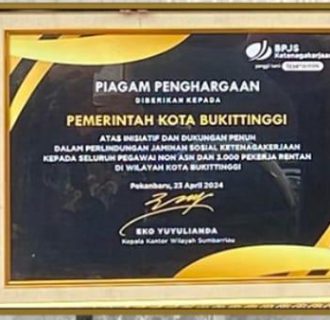 BPJS
Ketenagakerjaan
PIAGAM PENGHARGAAN
DIBERIKAN KEPADA
PEMERINTAH KOTA BUKITTINGGI
ATAS INISIATIF DAN DUKUNGAN PENUH
DALAM PERLINDUNGAN JAMINAN SOSIAL KETENAGAKERJAAN
KEPADA SELURUH PEGAWAI NON ASN DAN 3.000 PEKERJA RENTAN
DI WILAYAH KOTA BUKITTINGGI
Pekanbaru, 23 April 2024
EKO YUYULIANDA
Kepala Kantor Wilayah Sumbarriau